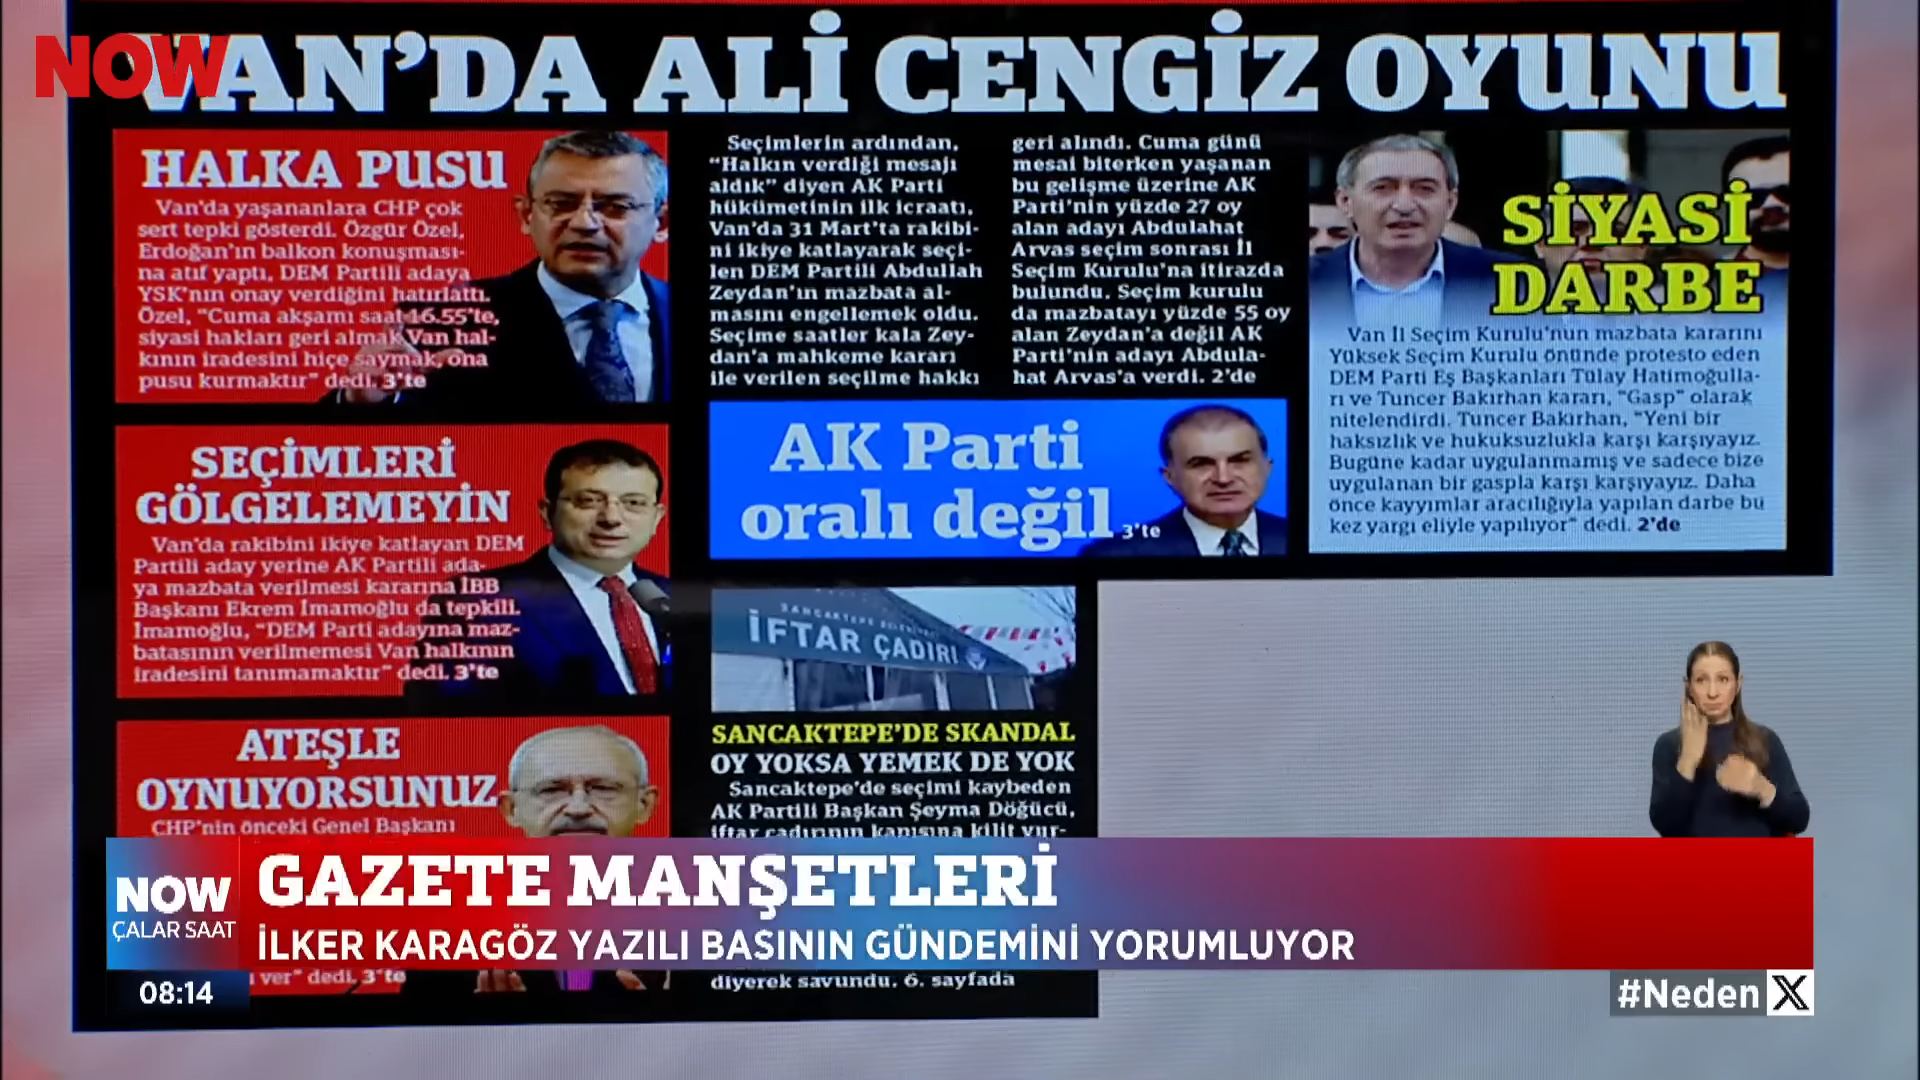 NOW
VAN'DA ALİ CENGİZ OYUNU
HALKA PUSU
Van'da yaşananlara CHP çok
sert tepki gösterdi. Özgür Özel,
Erdoğan'ın balkon konuşması-
na atıf yaptı, DEM Partili adaya
YSK'nın onay verdiğini hatırlattı.
Özel, "Cuma akşamı saat 16.55'te,
siyasi hakları geri almak Van hal-
kının iradesini hiçe saymak, ona
pusu kurmaktır" dedi. 3'te
SEÇİMLERİ
GÖLGELEMEYİN
Van'da rakibini ikiye katlayan DEM
Partili aday yerine AK Partili ada-
ya mazbata verilmesi kararına İBB
Başkanı Ekrem İmamoğlu da tepkili.
İmamoğlu, "DEM Parti adayına maz-
batasının verilmemesi Van halkının
iradesini tanımamaktır" dedi. 3'te
ATEŞLE
OYNUYORSUNUZ
CHP'nin önceki Genel Başkanı
ver" dedi. 3'te
Seçimlerin ardından,
"Halkın verdiği mesajı
aldık" diyen AK Parti
hükümetinin ilk icraatı,
Van'da 31 Mart'ta rakibi-
ni ikiye katlayarak seçi-
len DEM Partili Abdullah
Zeydan'ın mazbata al-
masını engellemek oldu.
Seçime saatler kala Zey-
dan'a mahkeme kararı
ile verilen seçilme hakkı
geri alındı. Cuma günü
mesai biterken yaşanan
bu gelişme üzerine AK
Parti'nin yüzde 27 oy
alan adayı Abdulahat
Arvas seçim sonrası İl
Seçim Kurulu'na itirazda
bulundu. Seçim kurulu
da mazbatayı yüzde 55 oy
alan Zeydan'a değil AK
Parti'nin adayı Abdula-
hat Arvas'a verdi. 2'de
AK Parti
oralı değil 3'te
SİYASİ
DARBE
Van İl Seçim Kurulu'nun mazbata kararını
Yüksek Seçim Kurulu önünde protesto eden
DEM Parti Eş Başkanları Tülay Hatimoğulla-
rı ve Tuncer Bakırhan kararı, "Gasp" olarak
nitelendirdi. Tuncer Bakırhan, "Yeni bir
haksızlık ve hukuksuzlukla karşı karşıyayız.
Bugüne kadar uygulanmamış ve sadece bize
uygulanan bir gaspla karşı karşıyayız. Daha
önce kayyımlar aracılığıyla yapılan darbe bu
kez yargı eliyle yapılıyor" dedi. 2'de
SANCAKTEPE
İFTAR ÇADIRI
SANCAKTEPE'DE SKANDAL
OY YOKSA YEMEK DE YOK
Sancaktepe'de seçimi kaybeden
AK Partili Başkan Şeyma Döğücü,
iftar çadırının kapısına kilit vur-
diyerek savundu. 6. sayfada
NOW
ÇALAR SAAT
GAZETE MANŞETLERİ
İLKER KARAGÖZ YAZILI BASININ GÜNDEMİNİ YORUMLUYOR
08:14
#Neden X